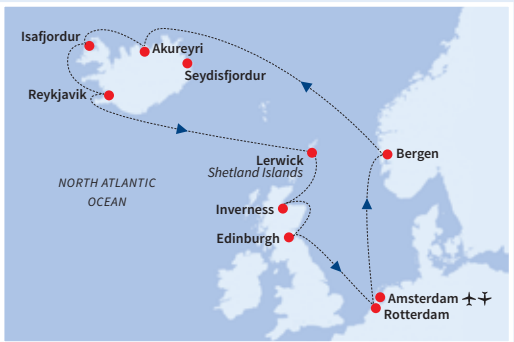 Isafjordur
Akureyri
Seydisfjordur
Reykjavik
Lerwick
Shetland Islands
Bergen
NORTH ATLANTIC
OCEAN
Inverness
Edinburgh
Amsterdam
Rotterdam